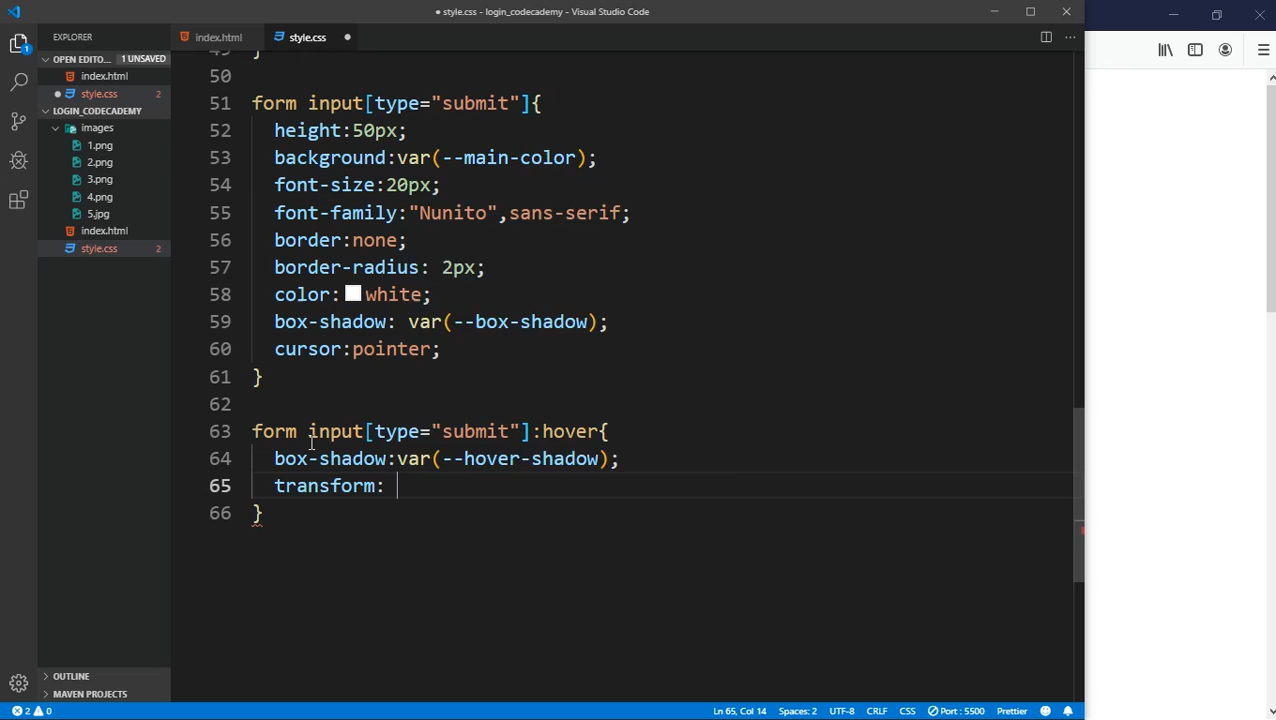 ● style.css - login_codecademy - Visual Studio Code
EXPLORER
index.html
style.css ●
OPEN EDITO... 1 UNSAVED
index.html
● style.css 2
LOGIN_CODECADEMY
images
1.png
2.png
3.png
4.png
5.jpg
index.html
style.css 2
OUTLINE
MAVEN PROJECTS
50
51 form input[type="submit"]{
52 height:50px;
53 background:var(--main-color);
54 font-size:20px;
55 font-family:"Nunito",sans-serif;
56 border:none;
57 border-radius: 2px;
58 color: white;
59 box-shadow: var(--box-shadow);
60 cursor:pointer;
61 }
62
63 form input[type="submit"]:hover{
64 box-shadow:var(--hover-shadow);
65 transform:
66 }
2 0 Ln 65, Col 14 Spaces: 2 UTF-8 CRLF CSS Port : 5500 Prettier